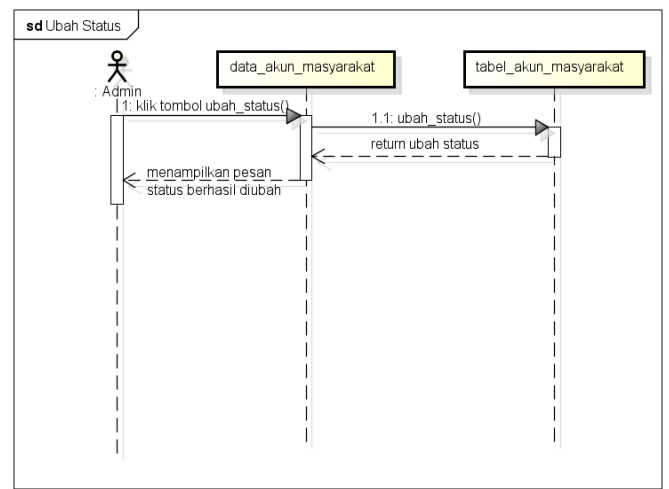 sd Ubah Status
data_akun_masyarakat
tabel_akun_masyarakat
: Admin
1: klik tombol ubah_status()
1.1: ubah_status()
return ubah status
menampilkan pesan
status berhasil diubah